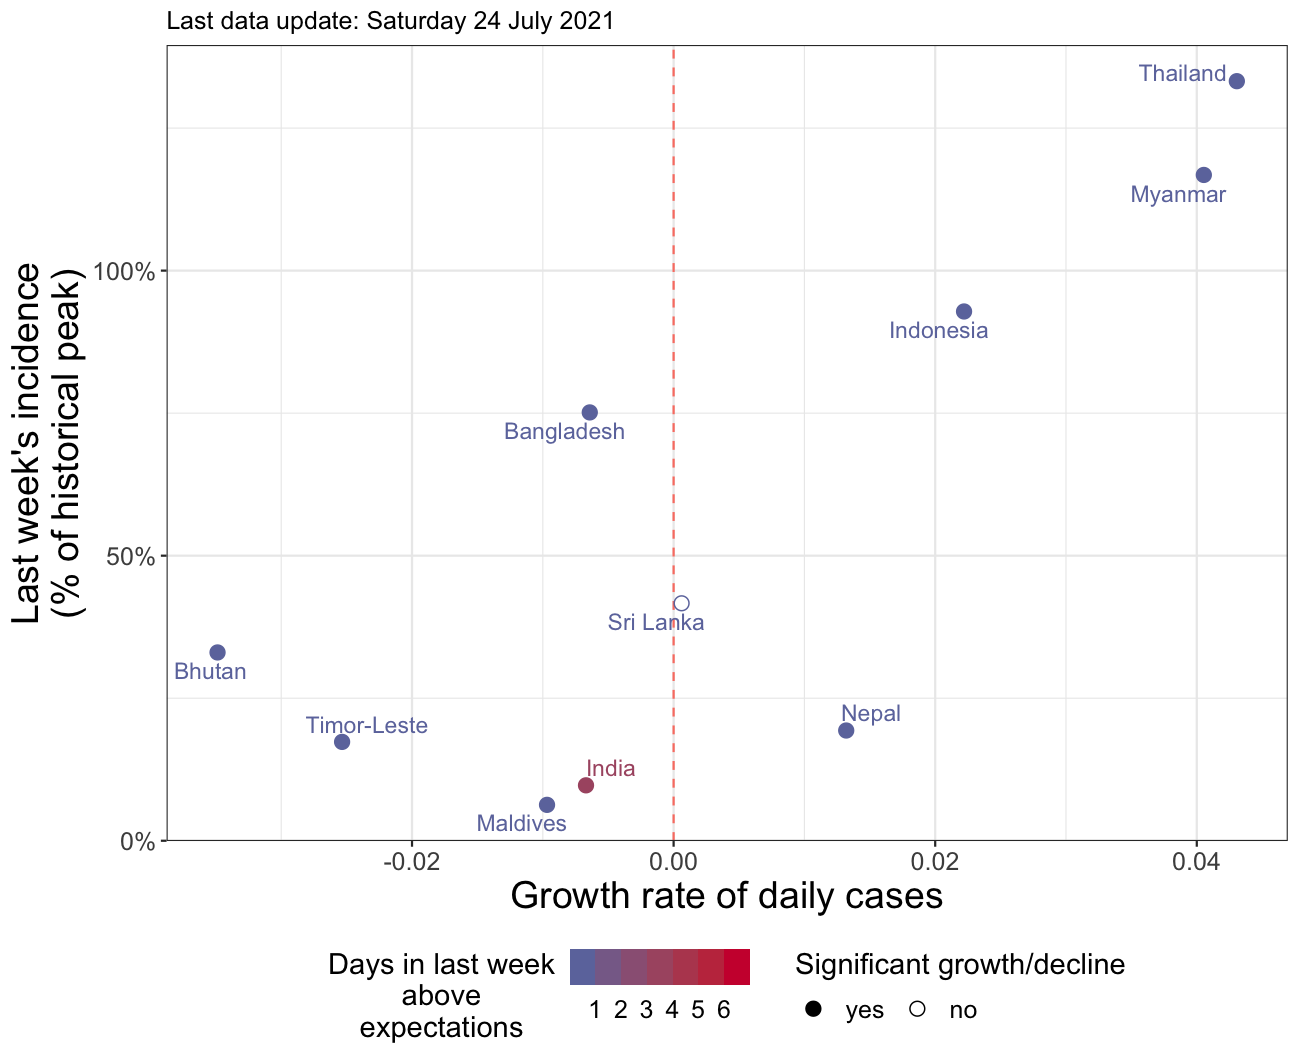 Last data update: Saturday 24 July 2021
Thailand
Myanmar
100%
Indonesia
Bangladesh
Last week's incidence
(% of historical peak)
50%
Sri Lanka
Bhutan
Nepal
Timor-Leste
India
Maldives
0%
-0.02 0.00 0.02 0.04
Growth rate of daily cases
Days in last week
above
expectations
1 2 3 4 5 6
Significant growth/decline
yes no